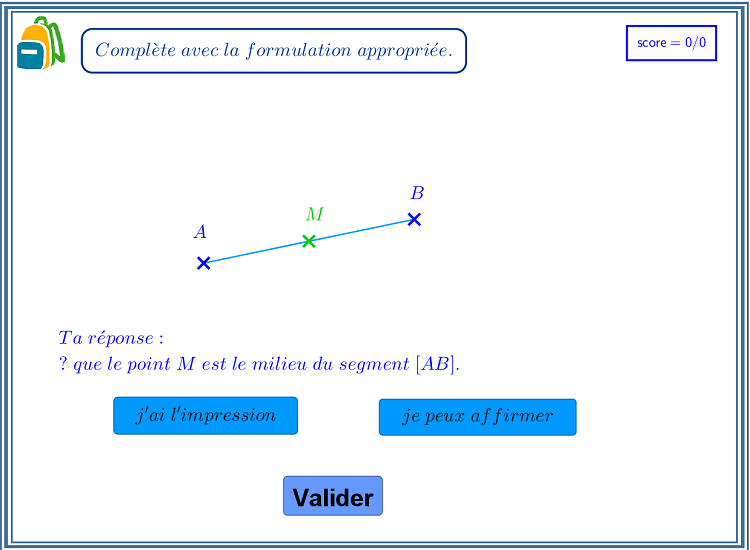 Complète avec la formulation appropriée.
score = 0/0
B
M
A
Ta réponse :
? que le point M est le milieu du segment [AB].
j'ai l'impression
je peux affirmer
Valider